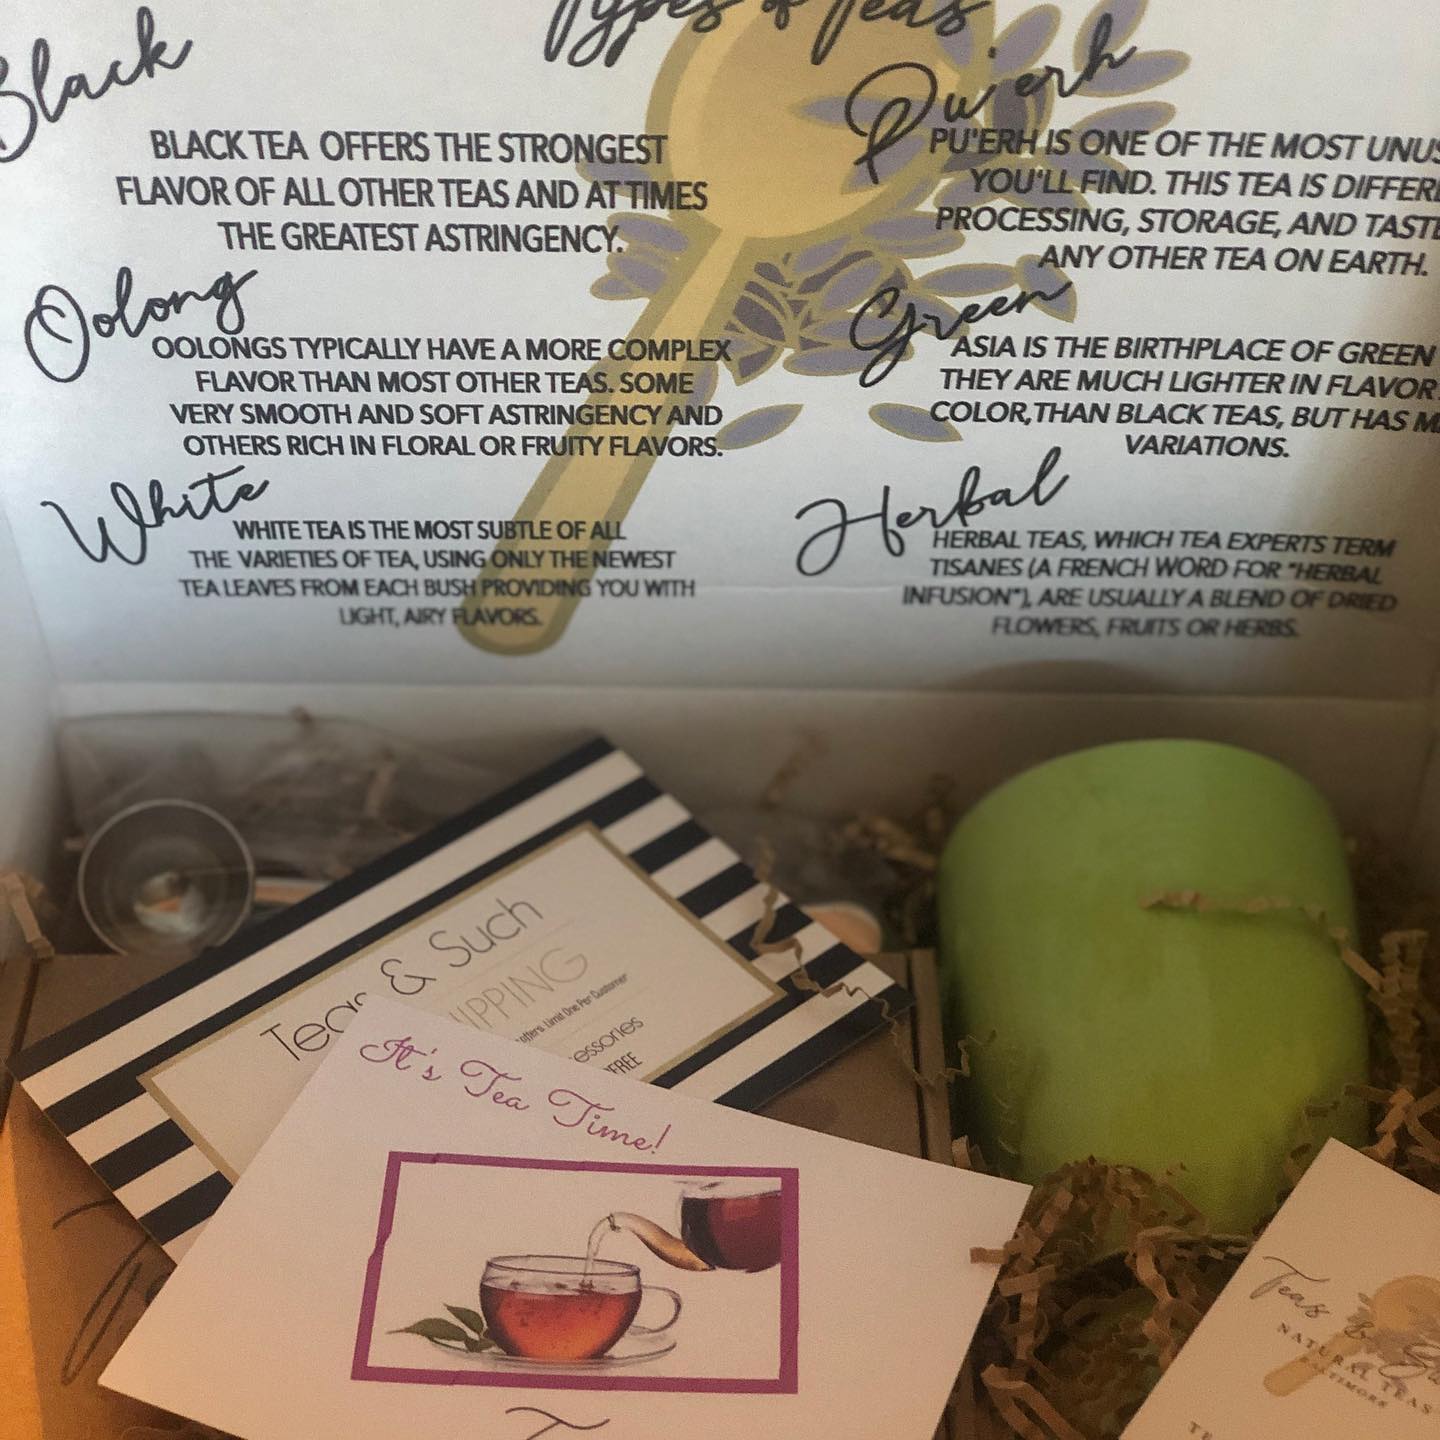 Types of Teas
Black
BLACK TEA OFFERS THE STRONGEST
FLAVOR OF ALL OTHER TEAS AND AT TIMES
THE GREATEST ASTRINGENCY.
Oolong
OOLONGS TYPICALLY HAVE A MORE COMPLEX
FLAVOR THAN MOST OTHER TEAS. SOME
VERY SMOOTH AND SOFT ASTRINGENCY AND
OTHERS RICH IN FLORAL OR FRUITY FLAVORS.
White
WHITE TEA IS THE MOST SUBTLE OF ALL
THE VARIETIES OF TEA, USING ONLY THE NEWEST
TEA LEAVES FROM EACH BUSH PROVIDING YOU WITH
LIGHT, AIRY FLAVORS.
Pu'erh
PU'ERH IS ONE OF THE MOST
YOU'LL FIND. THIS TEA IS
PROCESSING, STORAGE, AND
ANY OTHER TEA ON EARTH.
Green
ASIA IS THE BIRTHPLACE OF GREEN
THEY ARE MUCH LIGHTER IN FLAVOR
COLOR,THAN BLACK TEAS, BUT HAS
VARIATIONS.
Herbal
HERBAL TEAS, WHICH TEA EXPERTS TERM
TISANES (A FRENCH WORD FOR "HERBAL
INFUSION"), ARE USUALLY A BLEND OF DRIED
FLOWERS, FRUITS OR HERBS.
Teas & Such
Limit One Per Customer
FREE
It's Tea Time!
Teas &
NATURAL TEAS
BALTIMORE